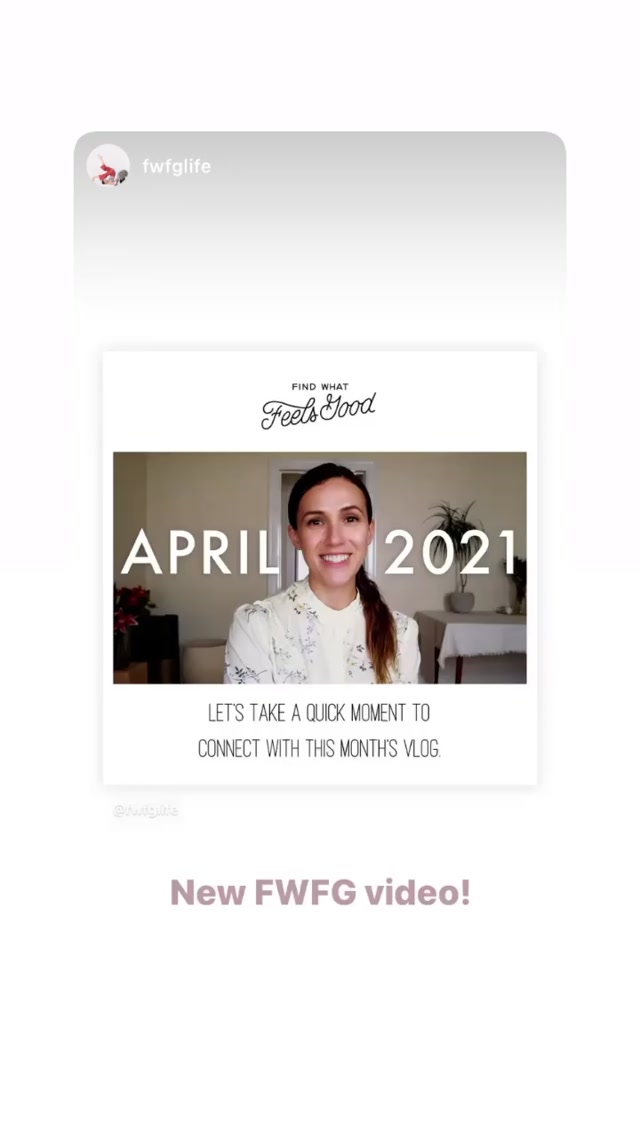 fwfglife
FIND WHAT
Feels Good
APRIL 2021
LET'S TAKE A QUICK MOMENT TO
CONNECT WITH THIS MONTH'S VLOG.
@fwfglife
New FWFG video!